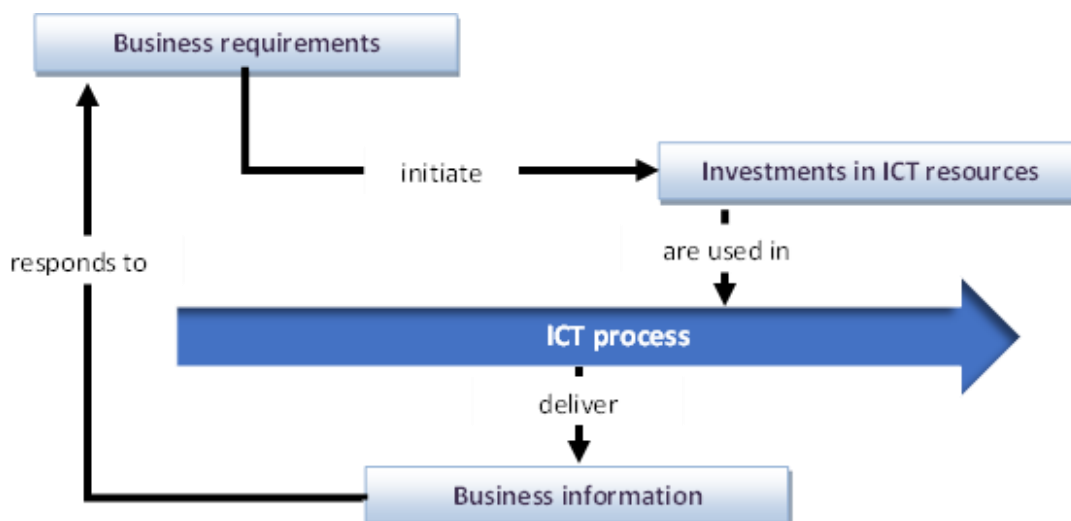 Business requirements
initiate
Investments in ICT resources
responds to
are used in
ICT process
deliver
Business information